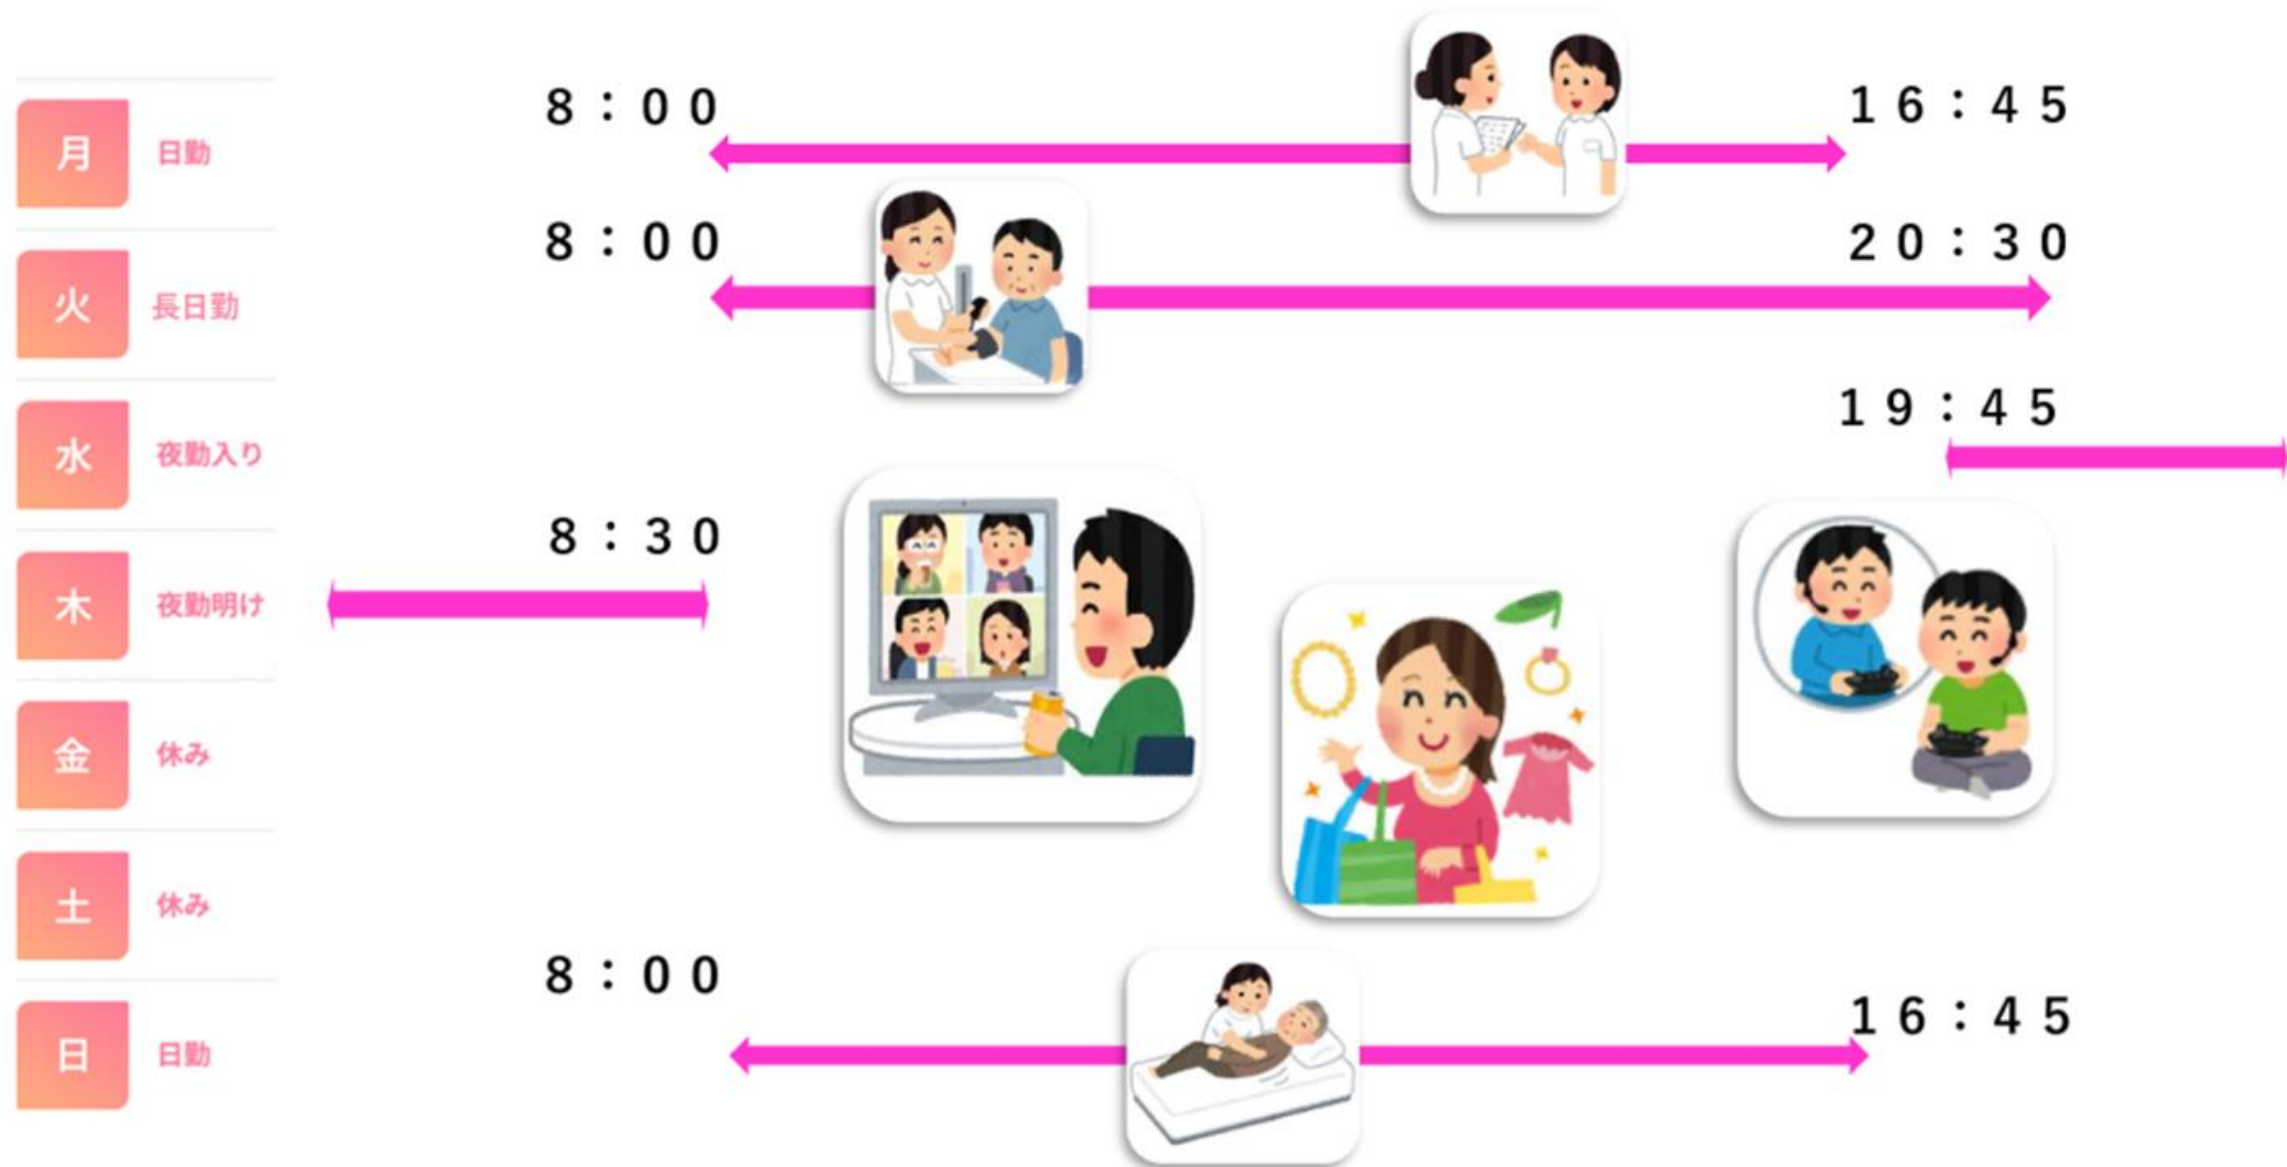 月 日勤 8:00 16:45
火 長日勤 8:00 20:30
水 夜勤入り 19:45
木 夜勤明け 8:30
金 休み
土 休み
日 日勤 8:00 16:45